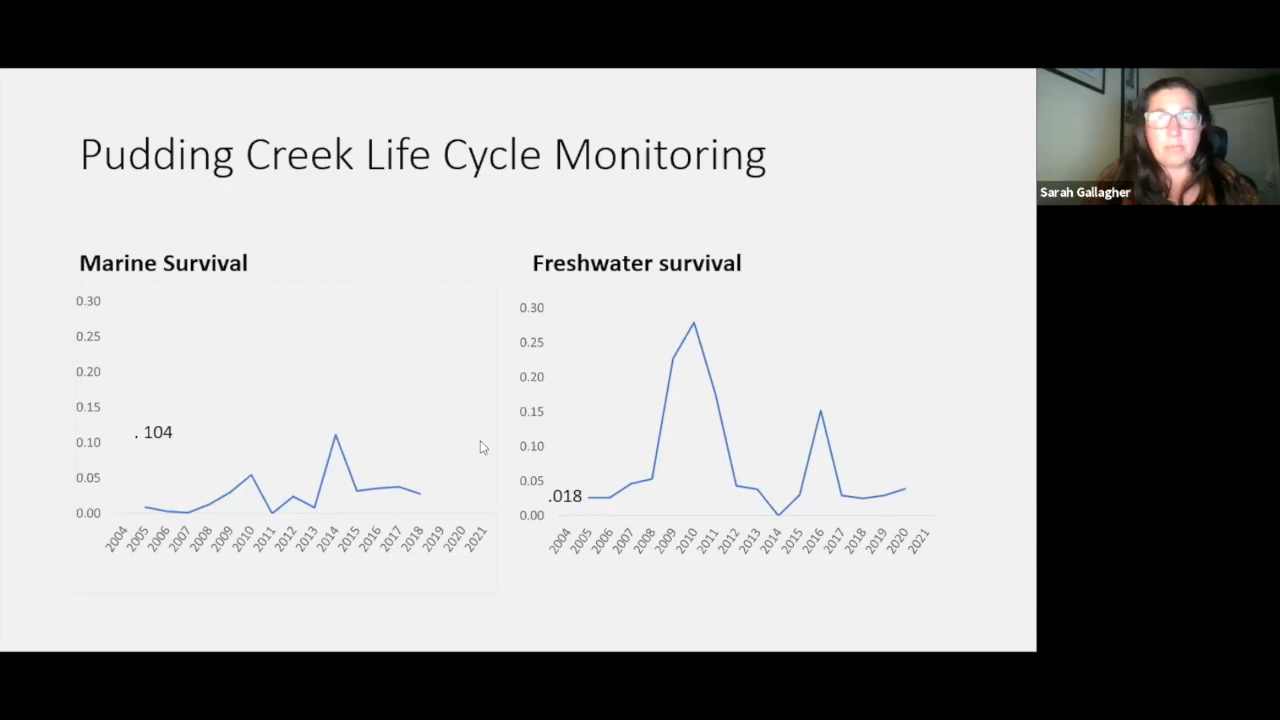 Pudding Creek Life Cycle Monitoring
Sarah Gallagher
Marine Survival
0.30
0.25
0.20
0.15
0.10
0.05
0.00
. 104
2004 2005 2006 2007 2008 2009 2010 2011 2012 2013 2014 2015 2016 2017 2018 2019 2020 2021
Freshwater survival
0.30
0.25
0.20
0.15
0.10
0.05
0.00
.018
2004 2005 2006 2007 2008 2009 2010 2011 2012 2013 2014 2015 2016 2017 2018 2019 2020 2021